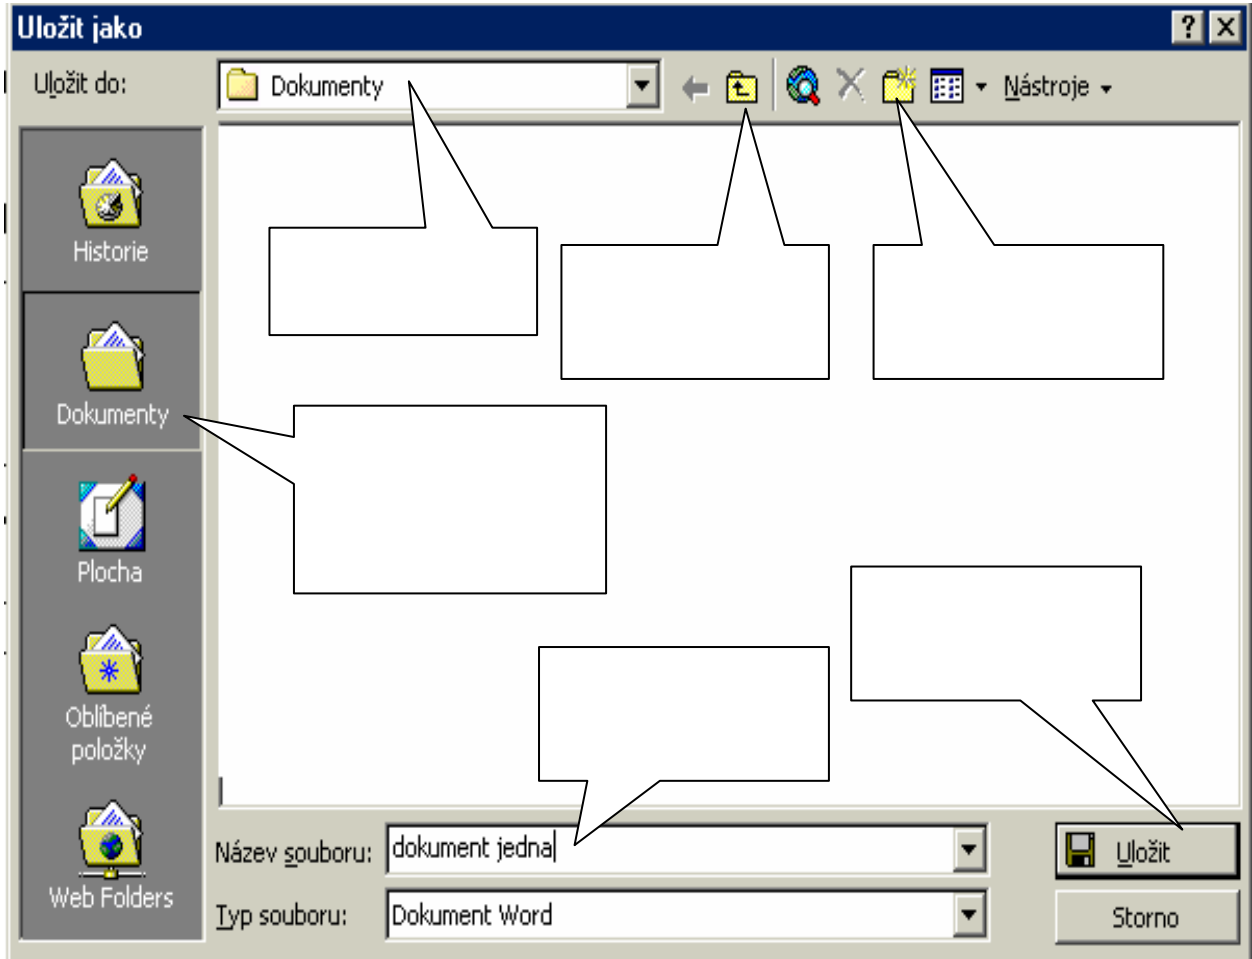 Uložit jako
Uložit do:
Dokumenty
Nástroje
Historie
Dokumenty
Plocha
Oblíbené
položky
Web Folders
Název souboru:
dokument jedna
Uložit
Typ souboru:
Dokument Word
Storno